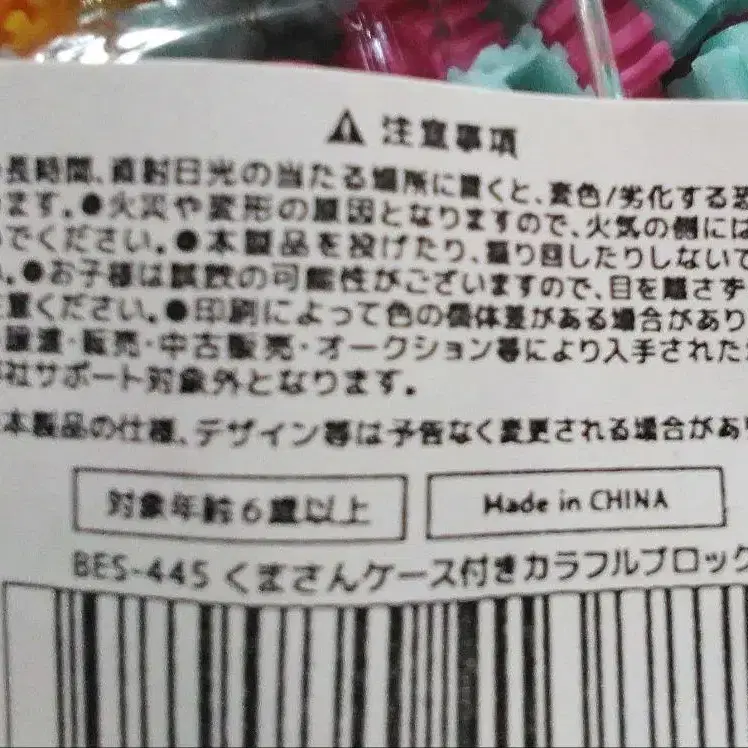 ⚠ 注意事項
長時間、直射日光の当たる場所に置くと、変色/劣化する恐
ます。●火災や変形の原因となりますので、火気の側には
でください。●本製品を投げたり、振り回したりしないで
●お子様は誤飲の可能性がございますので、目を離さず
意ください。●印刷によって色の個体差がある場合があり
譲渡・販売・中古販売・オークション等により入手された
社サポート対象外となります。
本製品の仕様、デザイン等は予告なく変更される場合があり
対象年齢6歳以上
Made in CHINA
BES-445 くまさんケース付きカラフルブロック